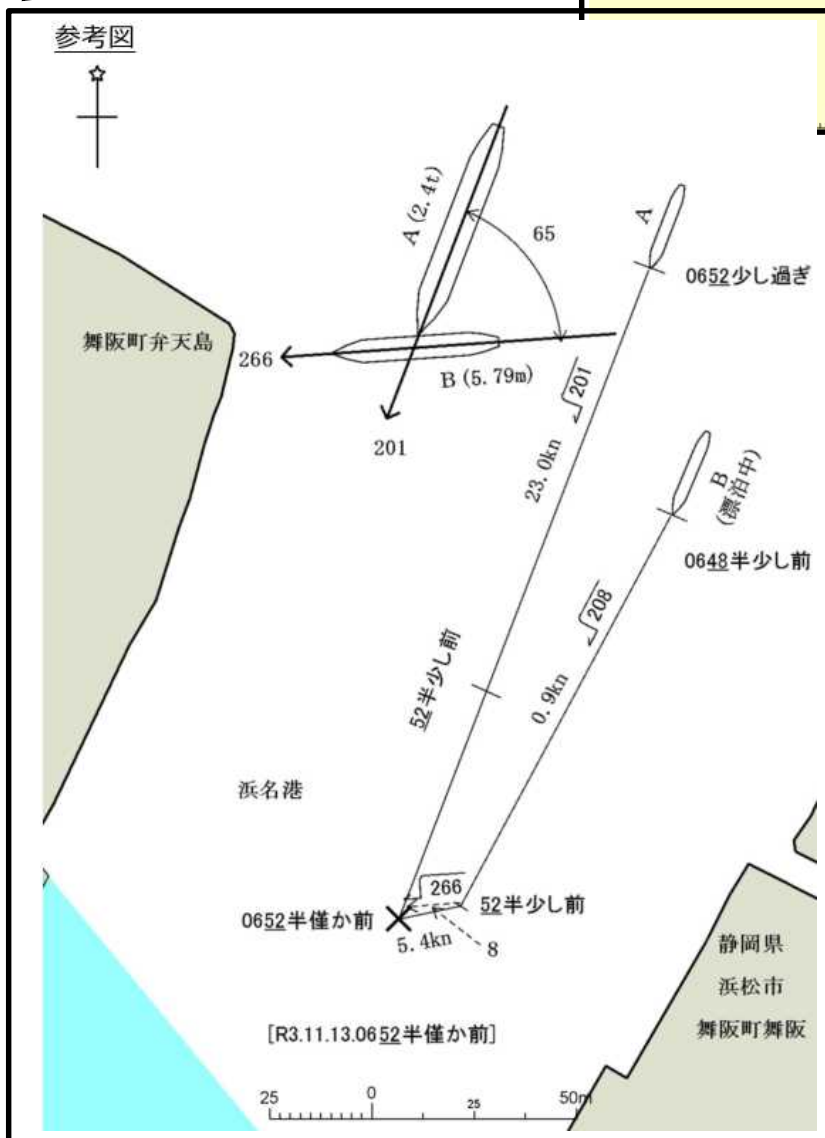 参考図
A (2.4t)
65
A
0652少し過ぎ
舞阪町弁天島
266
B (5.79m)
201
201
23.0kn
B
(漂泊中)
0648半少し前
208
52半少し前
0.9kn
浜名港
266
0652半僅か前
52半少し前
5.4kn
8
静岡県
浜松市
舞阪町舞阪
[R3.11.13.0652半僅か前]
25 0 25 50m